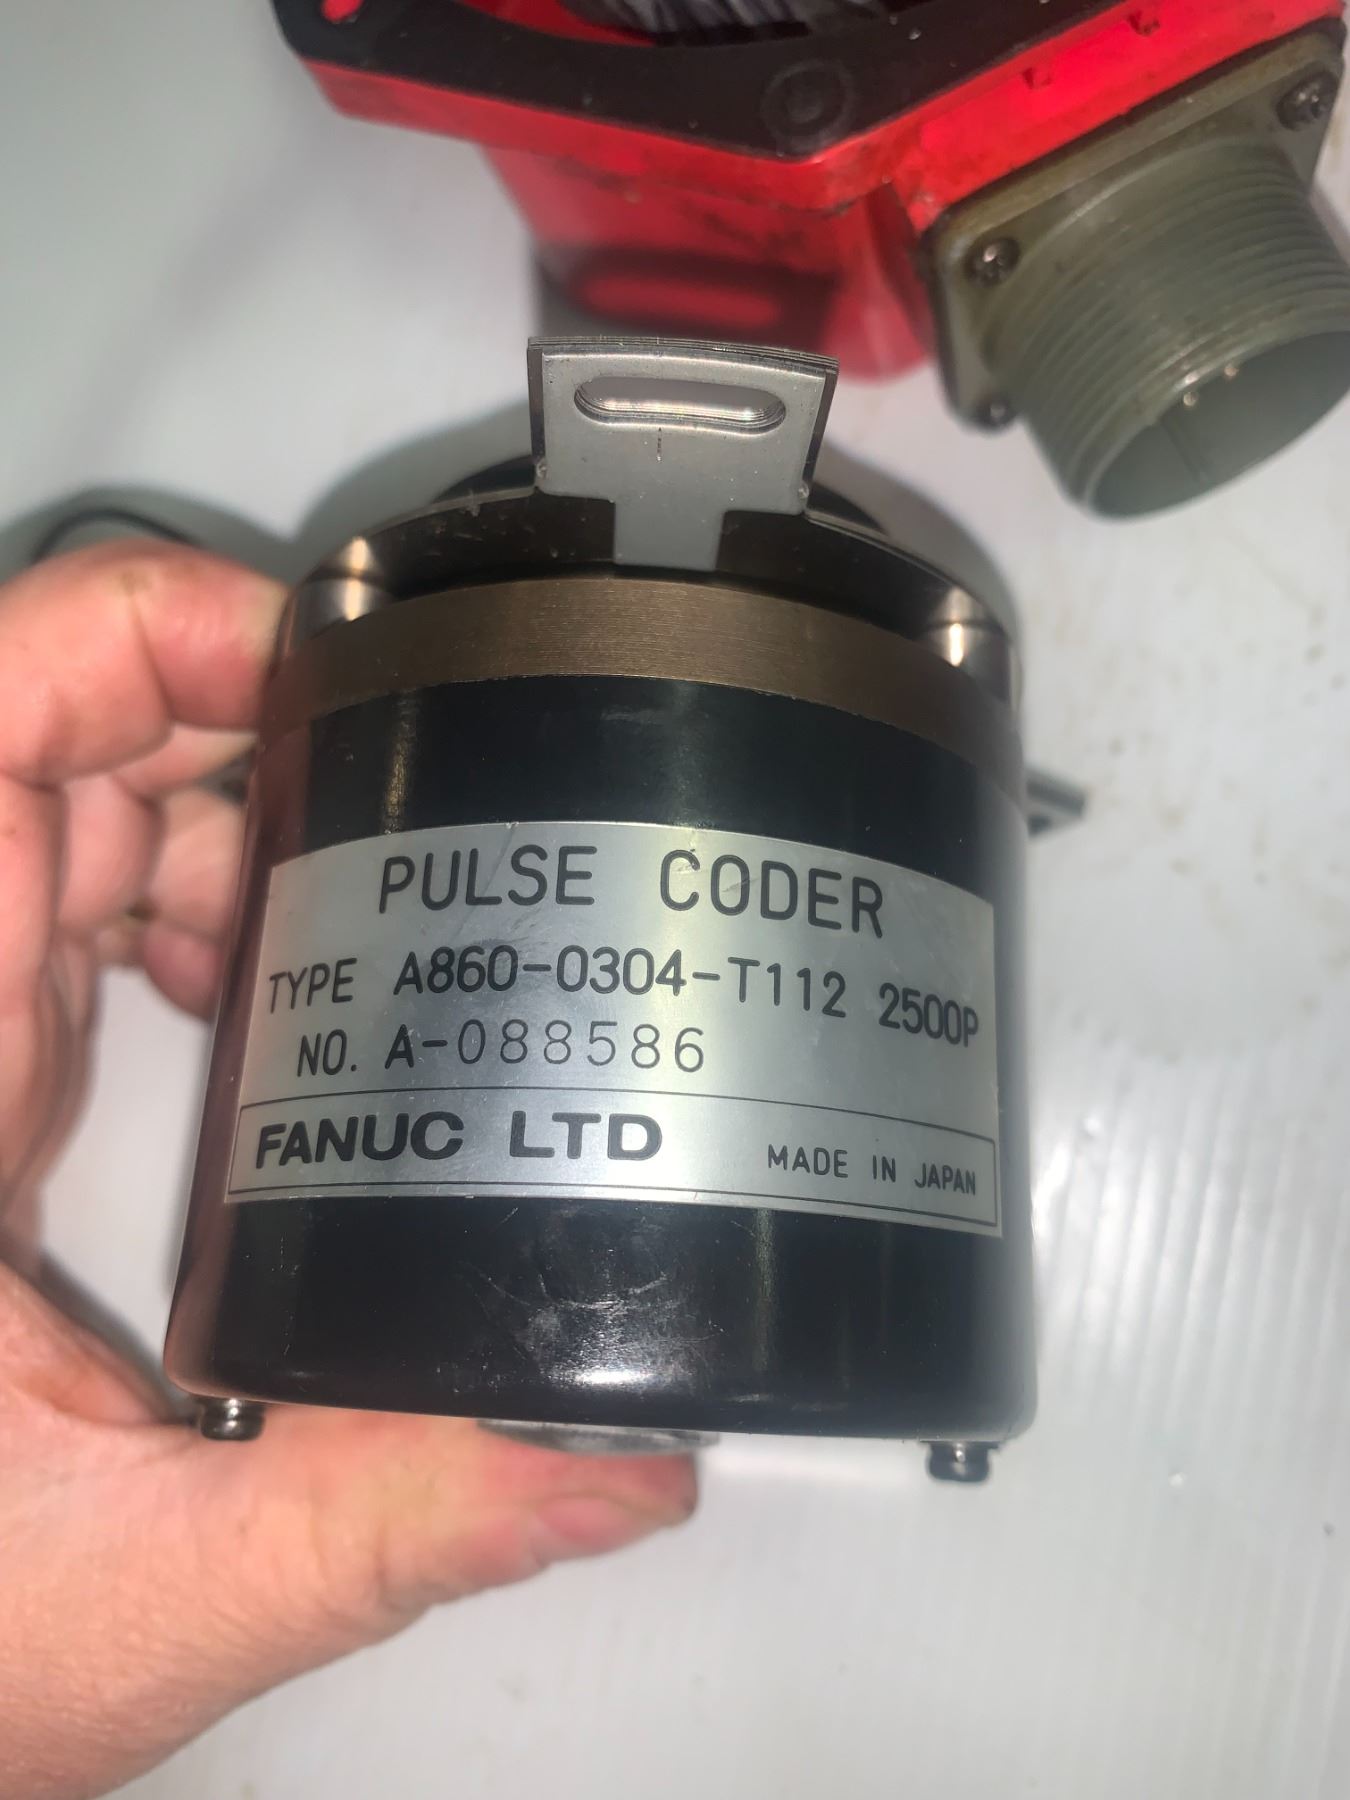 PULSE CODER
TYPE A860-0304-T112 2500P
NO. A-088586
FANUC LTD MADE IN JAPAN